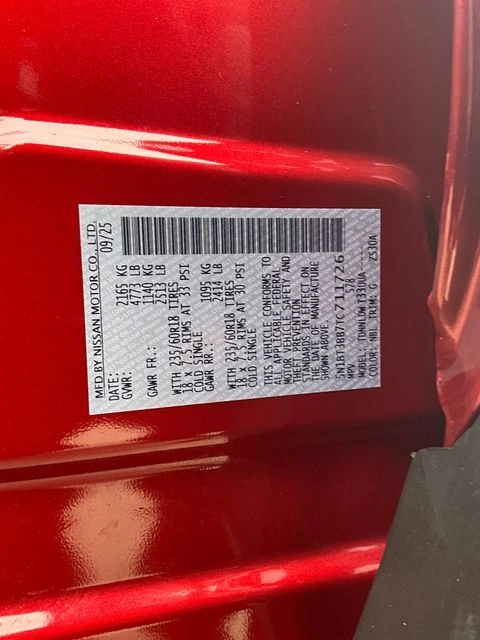 MFD BY NISSAN MOTOR CO., LTD.
DATE: 09/25
GVWR: 2165 KG
4773 LB
GAWR FR.: 1140 KG
2513 LB
WITH 235/60R18 TIRES
18 x 7.5 RIMS AT 33 PSI
COLD SINGLE
GAWR RR.: 1095 KG
2414 LB
WITH 235/60R18 TIRES
18 x 7.5 RIMS AT 30 PSI
COLD SINGLE
THIS VEHICLE CONFORMS TO
ALL APPLICABLE FEDERAL
MOTOR VEHICLE SAFETY AND
THEFT PREVENTION
STANDARDS IN EFFECT ON
THE DATE OF MANUFACTURE
SHOWN ABOVE.
MPV
COLOR: NBL TRIM: G